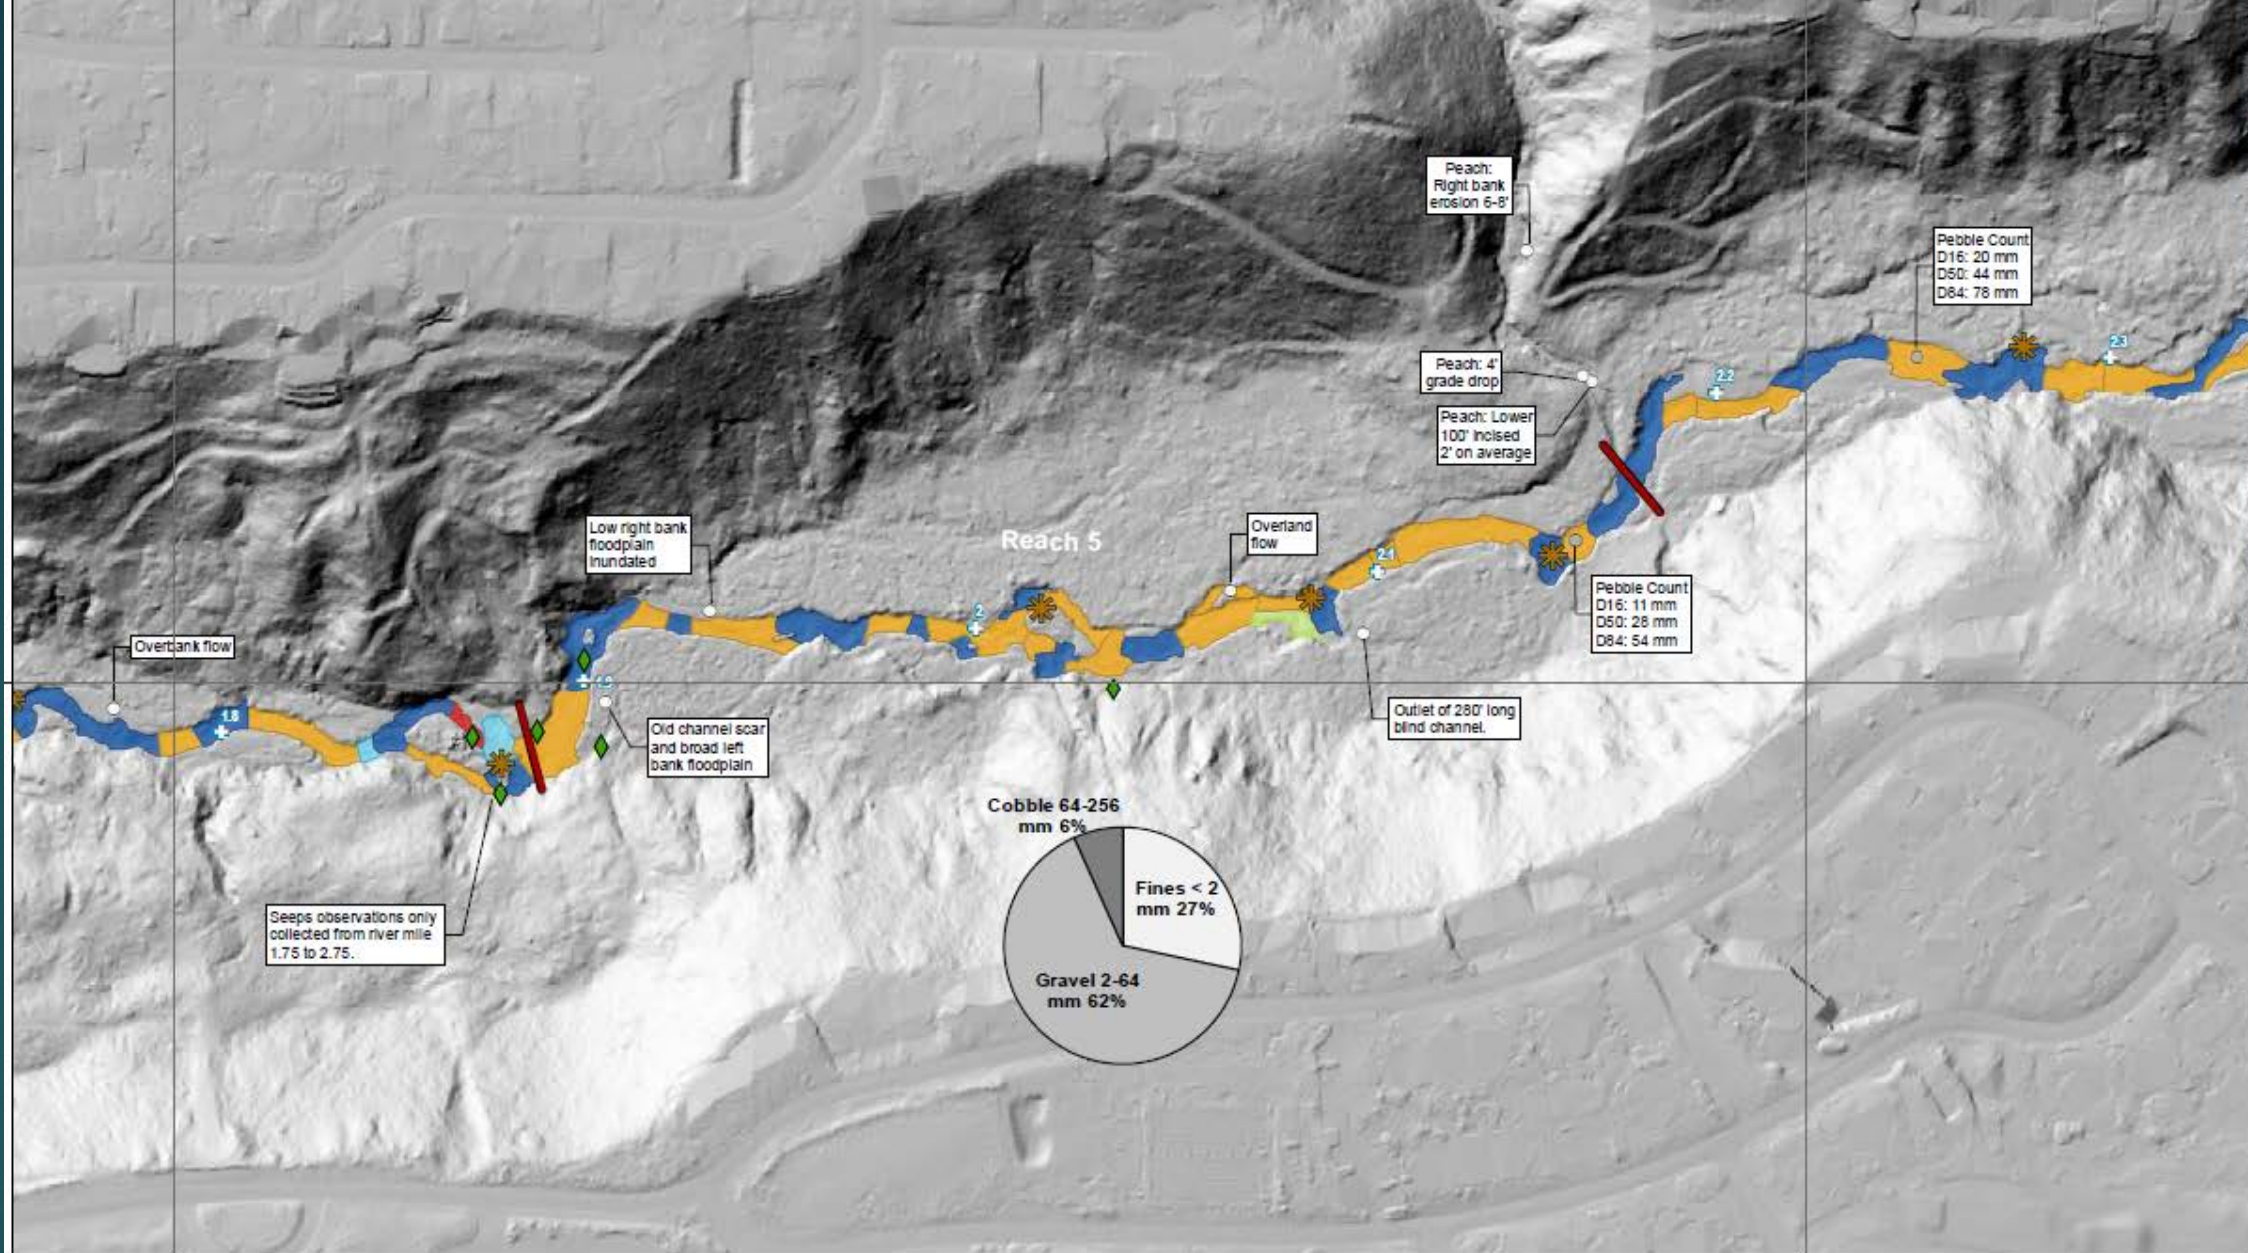 Peach:
Right bank
erosion 6-8'
Pebble Count
D16: 20 mm
D50: 44 mm
D84: 78 mm
2.3
Peach: 4'
grade drop
2.2
Peach: Lower
100' incised
2' on average
Low right bank
floodplain
inundated
Reach 5
Overland
flow
2.1
Pebble Count
D16: 11 mm
D50: 28 mm
D84: 54 mm
2
Overbank flow
1.9
1.8
Old channel scar
and broad left
bank floodplain
Outlet of 280' long
blind channel.
Cobble 64-256
mm 6%
Fines < 2
mm 27%
Gravel 2-64
mm 62%
Seeps observations only
collected from river mile
1.75 to 2.75.